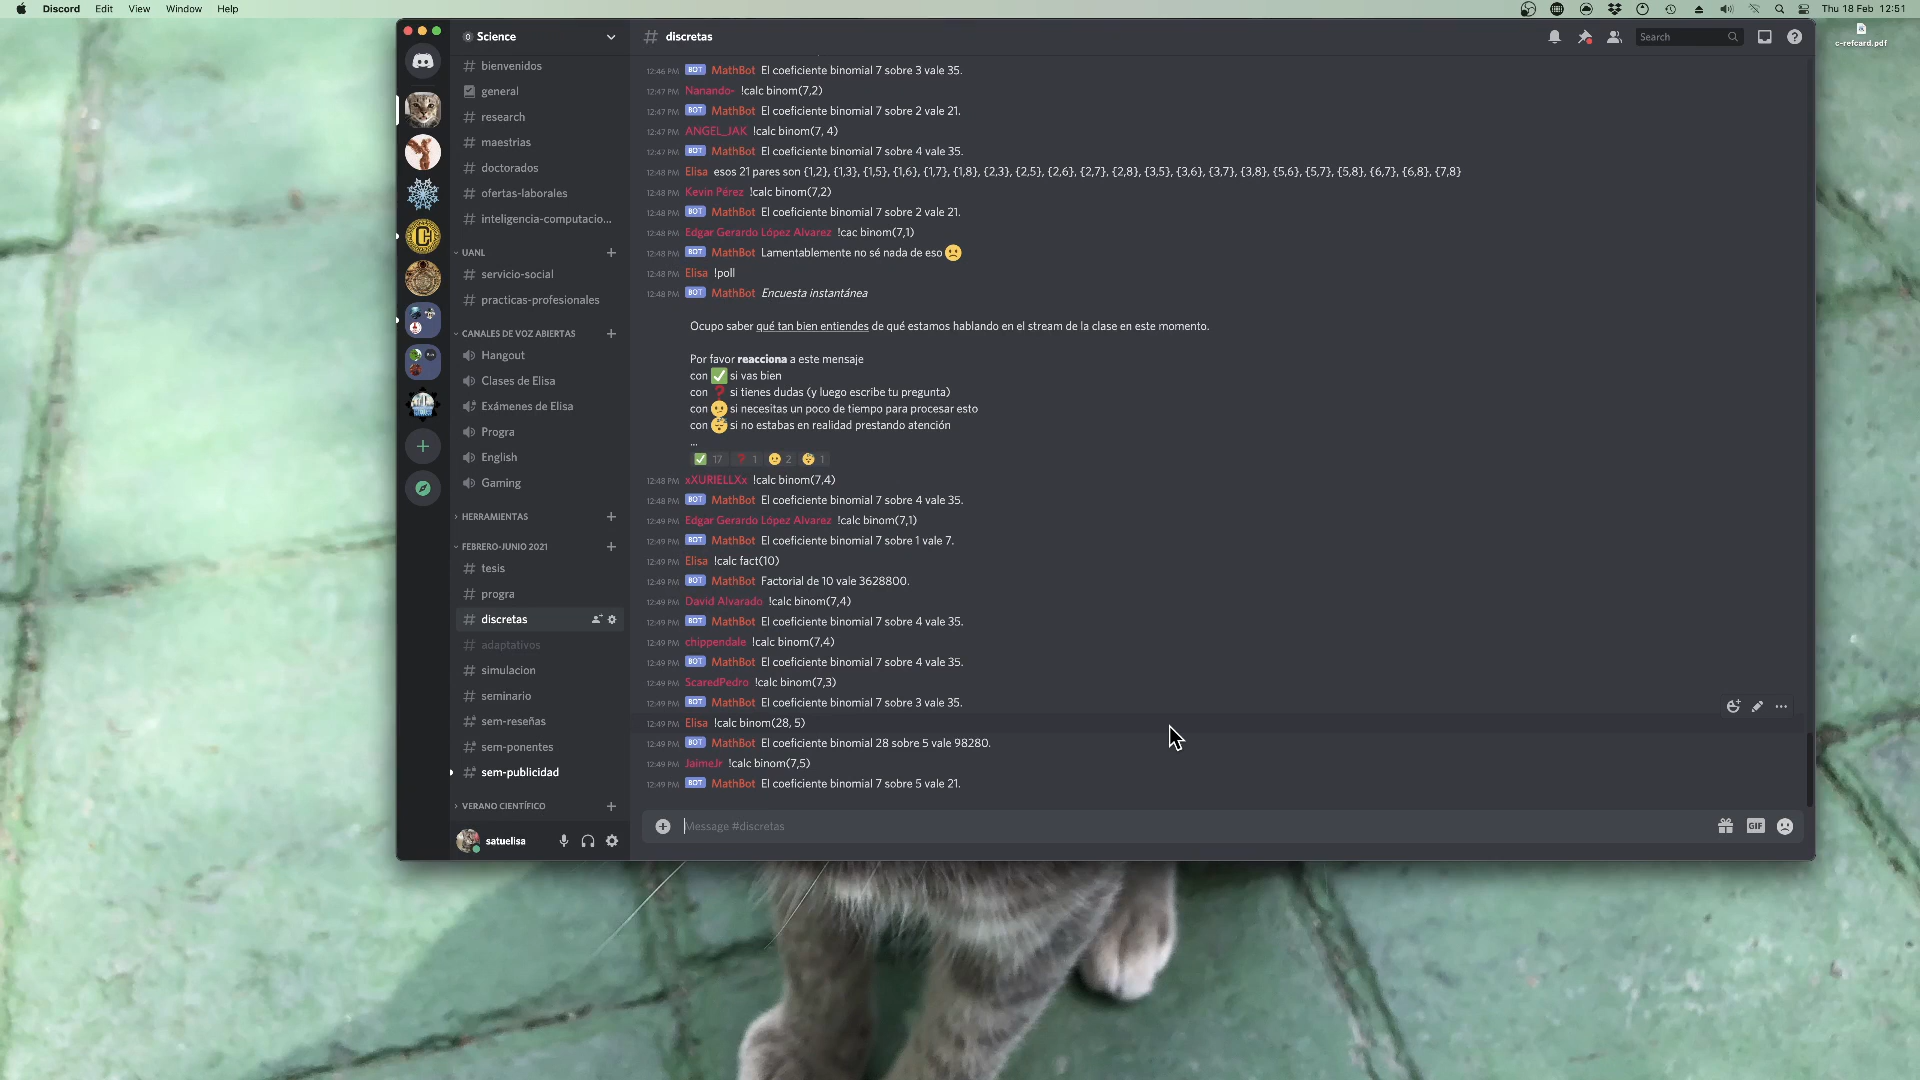 Discord Edit View Window Help
Thu 18 Feb 12:51
c-refcard.pdf
Science
# discretas
Search
# bienvenidos
general
# research
# maestrias
# doctorados
# ofertas-laborales
# inteligencia-computacio...
UANL
# servicio-social
# practicas-profesionales
CANALES DE VOZ ABIERTAS
Hangout
Clases de Elisa
Exámenes de Elisa
Progra
English
Gaming
HERRAMIENTAS
FEBRERO-JUNIO 2021
# tesis
# progra
# discretas
# adaptativos
# simulacion
# seminario
# sem-reseñas
# sem-ponentes
# sem-publicidad
VERANO CIENTÍFICO
satuelisa
12:46 PM BOT MathBot El coeficiente binomial 7 sobre 3 vale 35.
12:47 PM Nanando- !calc binom(7,2)
12:47 PM BOT MathBot El coeficiente binomial 7 sobre 2 vale 21.
12:47 PM ANGEL_JAK !calc binom(7, 4)
12:47 PM BOT MathBot El coeficiente binomial 7 sobre 4 vale 35.
12:48 PM Elisa esos 21 pares son {1,2}, {1,3}, {1,5}, {1,6}, {1,7}, {1,8}, {2,3}, {2,5}, {2,6}, {2,7}, {2,8}, {3,5}, {3,6}, {3,7}, {3,8}, {5,6}, {5,7}, {5,8}, {6,7}, {6,8}, {7,8}
12:48 PM Kevin Pérez !calc binom(7,2)
12:48 PM BOT MathBot El coeficiente binomial 7 sobre 2 vale 21.
12:48 PM Edgar Gerardo López Alvarez !cac binom(7,1)
12:48 PM BOT MathBot Lamentablemente no sé nada de eso
12:48 PM Elisa !poll
12:48 PM BOT MathBot Encuesta instantánea
Ocupo saber qué tan bien entiendes de qué estamos hablando en el stream de la clase en este momento.
Por favor reacciona a este mensaje
con ✅ si vas bien
con ❓ si tienes dudas (y luego escribe tu pregunta)
con 😕 si necesitas un poco de tiempo para procesar esto
con 😴 si no estabas en realidad prestando atención
...
✅ 17 ❓ 1 😕 2 😴 1
12:48 PM xXURIELLXx !calc binom(7,4)
12:48 PM BOT MathBot El coeficiente binomial 7 sobre 4 vale 35.
12:49 PM Edgar Gerardo López Alvarez !calc binom(7,1)
12:49 PM BOT MathBot El coeficiente binomial 7 sobre 1 vale 7.
12:49 PM Elisa !calc fact(10)
12:49 PM BOT MathBot Factorial de 10 vale 3628800.
12:49 PM David Alvarado !calc binom(7,4)
12:49 PM BOT MathBot El coeficiente binomial 7 sobre 4 vale 35.
12:49 PM chippendale !calc binom(7,4)
12:49 PM BOT MathBot El coeficiente binomial 7 sobre 4 vale 35.
12:49 PM ScaredPedro !calc binom(7,3)
12:49 PM BOT MathBot El coeficiente binomial 7 sobre 3 vale 35.
12:49 PM Elisa !calc binom(28, 5)
12:49 PM BOT MathBot El coeficiente binomial 28 sobre 5 vale 98280.
12:49 PM JaimeJr !calc binom(7,5)
12:49 PM BOT MathBot El coeficiente binomial 7 sobre 5 vale 21.
Message #discretas
GIF